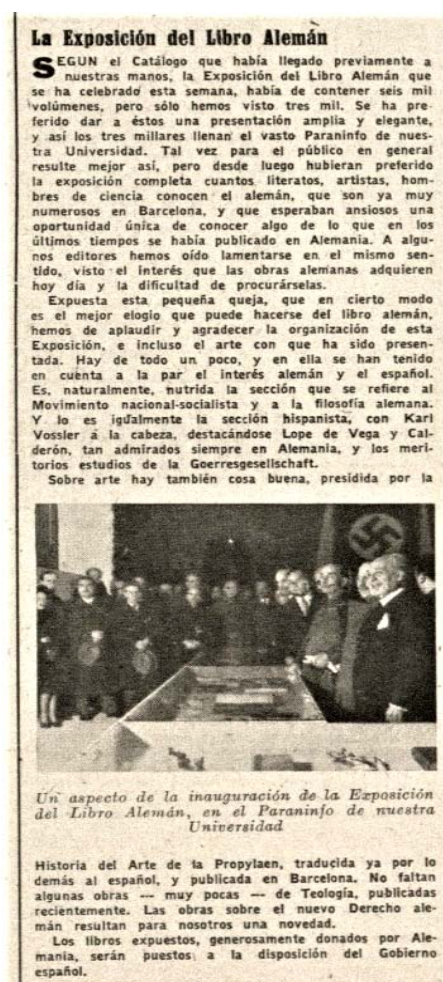 La Exposición del Libro Alemán
SEGUN el Catálogo que había llegado previamente a
nuestras manos, la Exposición del Libro Alemán que
se ha celebrado esta semana, había de contener seis mil
volúmenes, pero sólo hemos visto tres mil. Se ha pre-
ferido dar a éstos una presentación amplia y elegante,
y así los tres millares llenan el vasto Paraninfo de nues-
tra Universidad. Tal vez para el público en general
resulte mejor así, pero desde luego hubieran preferido
la exposición completa cuantos literatos, artistas, hom-
bres de ciencia conocen el alemán, que son ya muy
numerosos en Barcelona, y que esperaban ansiosos una
oportunidad única de conocer algo de lo que en los
últimos tiempos se había publicado en Alemania. A algu-
nos editores hemos oído lamentarse en el mismo sen-
tido, visto el interés que las obras alemanas adquieren
hoy día y la dificultad de procurárselas.
Expuesta esta pequeña queja, que en cierto modo
es el mejor elogio que puede hacerse del libro alemán,
hemos de aplaudir y agradecer la organización de esta
Exposición, e incluso el arte con que ha sido presen-
tada. Hay de todo un poco, y en ella se han tenido
en cuenta a la par el interés alemán y el español.
Es, naturalmente, nutrida la sección que se refiere al
Movimiento nacional-socialista y a la filosofía alemana.
Y lo es igualmente la sección hispanista, con Karl
Vossler á la cabeza, destacándose Lope de Vega y Cal-
derón, tan admirados siempre en Alemania, y los meri-
torios estudios de la Goerresgesellschaft.
Sobre arte hay también cosa buena, presidida por la
Un aspecto de la inauguración de la Exposición
del Libro Alemán, en el Paraninfo de nuestra
Universidad
Historia del Arte de la Propylaen, traducida ya por lo
demás al español, y publicada en Barcelona. No faltan
algunas obras — muy pocas — de Teología, publicadas
recientemente. Las obras sobre el nuevo Derecho ale-
mán resultan para nosotros una novedad.
Los libros expuestos, generosamente donados por Ale-
mania, serán puestos a la disposición del Gobierno
español.